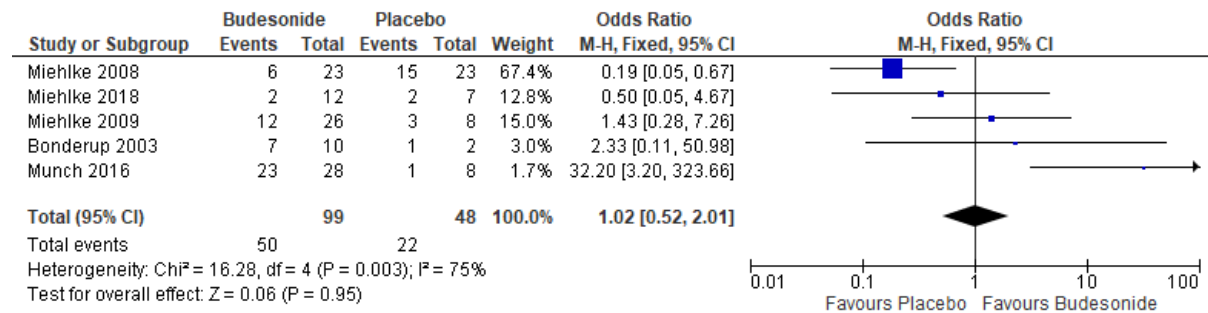 Budesonide Placebo Odds Ratio Odds Ratio
Study or Subgroup Events Total Events Total Weight M-H, Fixed, 95% CI M-H, Fixed, 95% CI
Miehlke 2008 6 23 15 23 67.4% 0.19 [0.05, 0.67]
Miehlke 2018 2 12 2 7 12.8% 0.50 [0.05, 4.67]
Miehlke 2009 12 26 3 8 15.0% 1.43 [0.28, 7.26]
Bonderup 2003 7 10 1 2 3.0% 2.33 [0.11, 50.98]
Munch 2016 23 28 1 8 1.7% 32.20 [3.20, 323.66]
Total (95% CI) 99 48 100.0% 1.02 [0.52, 2.01]
Total events 50 22
Heterogeneity: Chi² = 16.28, df = 4 (P = 0.003); I² = 75%
Test for overall effect: Z = 0.06 (P = 0.95)
0.01 0.1 1 10 100
Favours Placebo Favours Budesonide